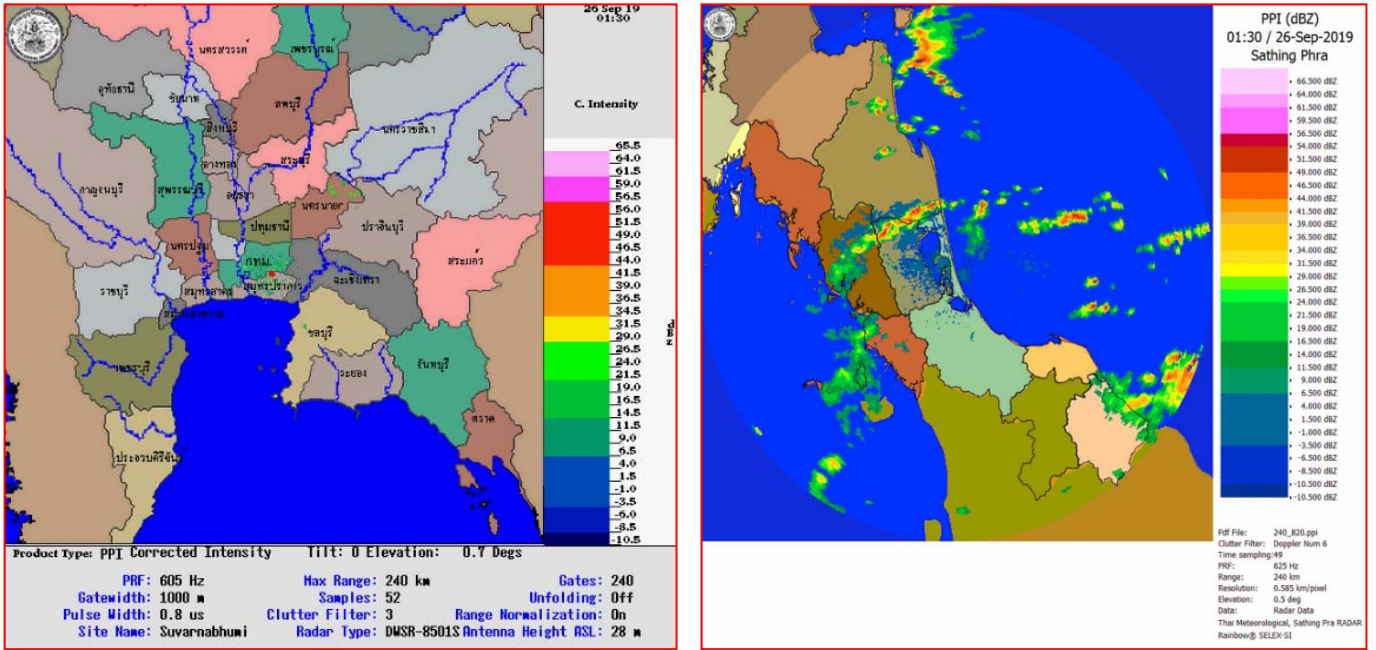 26 Sep 19
01:30
นครสวรรค์
เพชรบูรณ์
อุทัยธานี
ชัยนาท
ลพบุรี
สิงห์บุรี
นครราชสีมา
อ่างทอง
สระบุรี
กาญจนบุรี
สุพรรณบุรี
อยุธยา
นครนายก
ปราจีนบุรี
ปทุมธานี
นครปฐม
กทม.
สระแก้ว
ราชบุรี
สมุทรสาคร
สมุทรปราการ
ฉะเชิงเทรา
สมุทรสงคราม
ชลบุรี
เพชรบุรี
ระยอง
จันทบุรี
ตราด
ประจวบคีรีขันธ์
C. Intensity
65.5
64.0
61.5
59.0
56.5
56.0
51.5
49.0
46.5
44.0
41.5
39.0
36.5
34.5
31.5
29.0
26.5
24.0
21.5
19.0
16.5
14.5
11.5
9.0
6.5
4.0
1.5
-1.0
-3.5
-6.0
-8.5
-10.5
Product Type: PPI Corrected Intensity Tilt: 0 Elevation: 0.7 Degs
PRF: 605 Hz Max Range: 240 km Gates: 240
Gatewidth: 1000 m Samples: 52 Unfolding: Off
Pulse Width: 0.8 us Clutter Filter: 3 Range Normalization: On
Site Name: Suvarnabhumi Radar Type: DWSR-8501S Antenna Height ASL: 28 m
PPI (dBZ)
01:30 / 26-Sep-2019
Sathing Phra
66.500 dBZ
64.000 dBZ
61.500 dBZ
59.500 dBZ
56.500 dBZ
54.000 dBZ
51.500 dBZ
49.000 dBZ
46.500 dBZ
44.000 dBZ
41.500 dBZ
39.000 dBZ
36.500 dBZ
34.000 dBZ
31.500 dBZ
29.000 dBZ
26.500 dBZ
24.000 dBZ
21.500 dBZ
19.000 dBZ
16.500 dBZ
14.000 dBZ
11.500 dBZ
9.000 dBZ
6.500 dBZ
4.000 dBZ
1.500 dBZ
-1.000 dBZ
-3.500 dBZ
-6.500 dBZ
-8.500 dBZ
-10.500 dBZ
-10.500 dBZ
Pdf File: 240_B20.ppi
Clutter Filter: Doppler Num 6
Time sampling:49
PRF: 625 Hz
Range: 240 km
Resolution: 0.585 km/pixel
Elevation: 0.5 deg
Data: Radar Data
Thai Meteorological, Sathing Pra RADAR
Rainbow® SELEX-SI